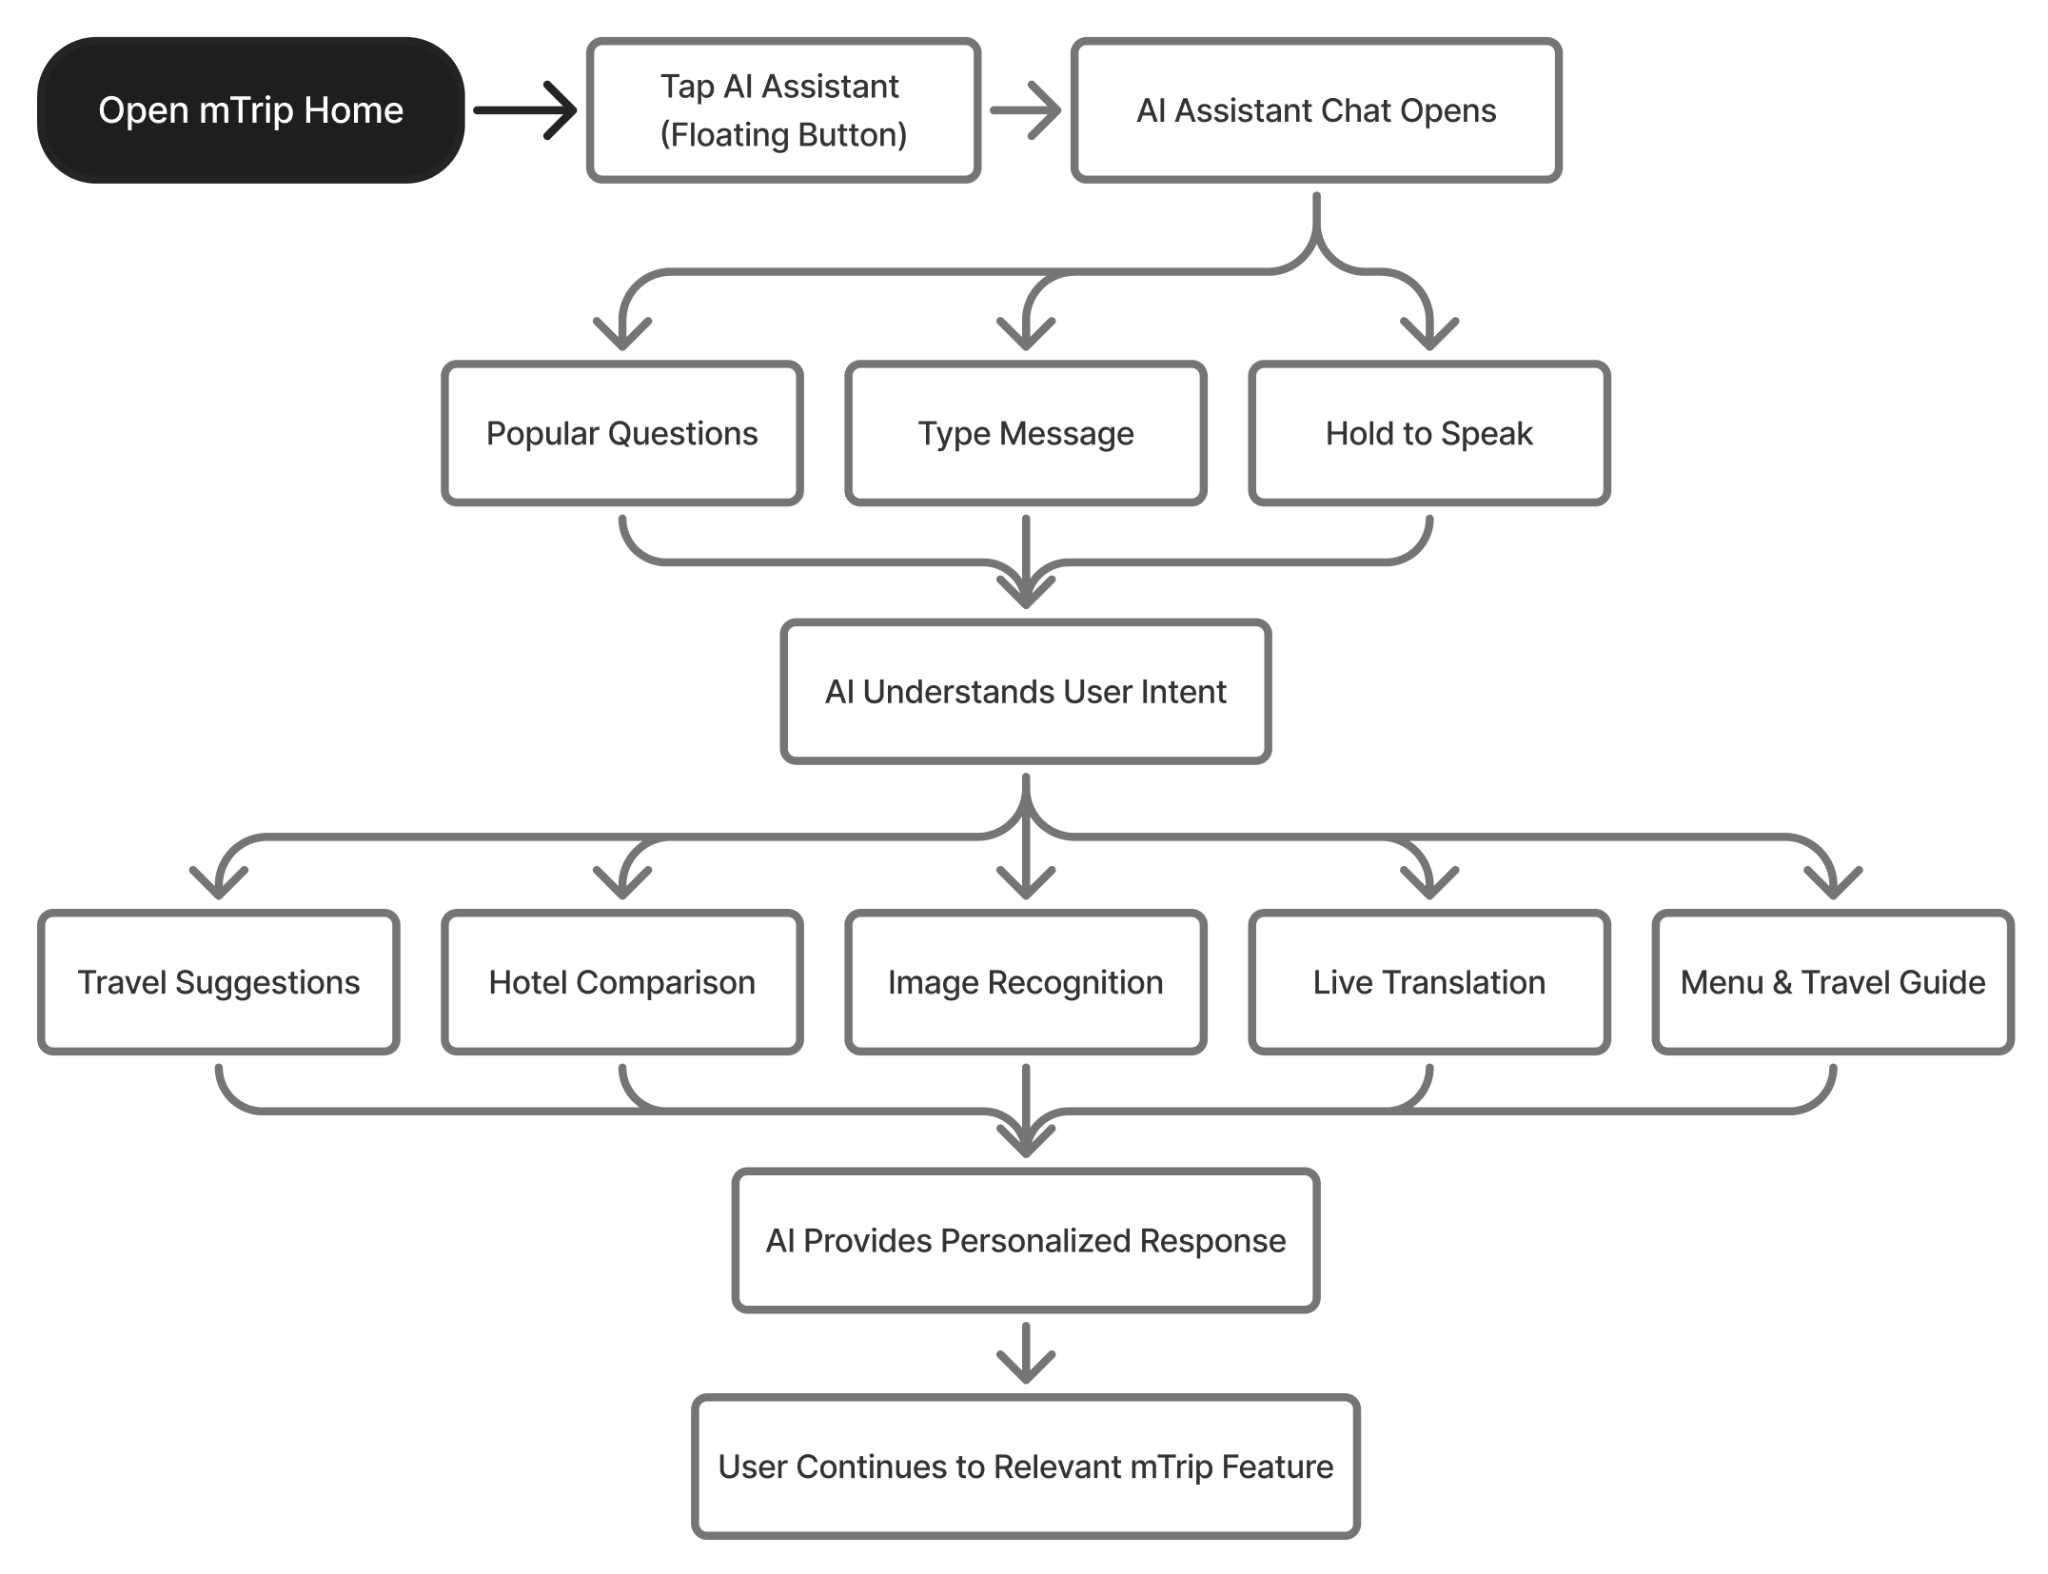 Open mTrip Home
Tap AI Assistant
(Floating Button)
AI Assistant Chat Opens
Popular Questions
Type Message
Hold to Speak
AI Understands User Intent
Travel Suggestions
Hotel Comparison
Image Recognition
Live Translation
Menu & Travel Guide
AI Provides Personalized Response
User Continues to Relevant mTrip Feature